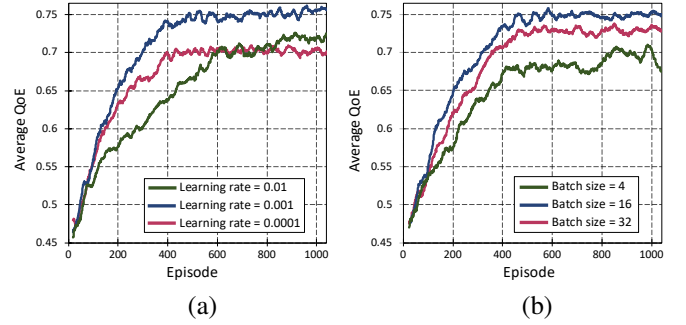 Average QoE
0.75
0.7
0.65
0.6
0.55
0.5
0.45
0 200 400 600 800 1000
Episode
Learning rate = 0.01
Learning rate = 0.001
Learning rate = 0.0001
(a)
Average QoE
0.75
0.7
0.65
0.6
0.55
0.5
0.45
0 200 400 600 800 1000
Episode
Batch size = 4
Batch size = 16
Batch size = 32
(b)